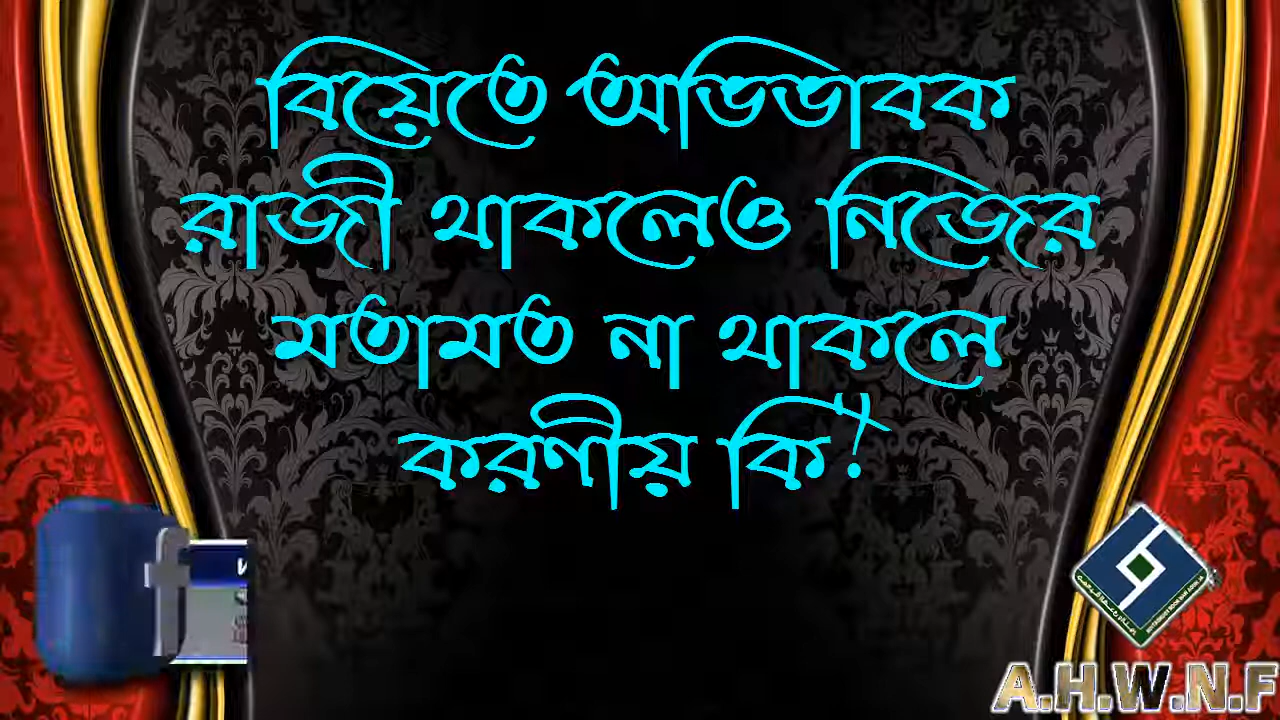 বিয়েতে অভিভাবক
রাজী থাকলেও নিজের
মতামত না থাকলে
করণীয় কি!
f
A.H.W.N.F